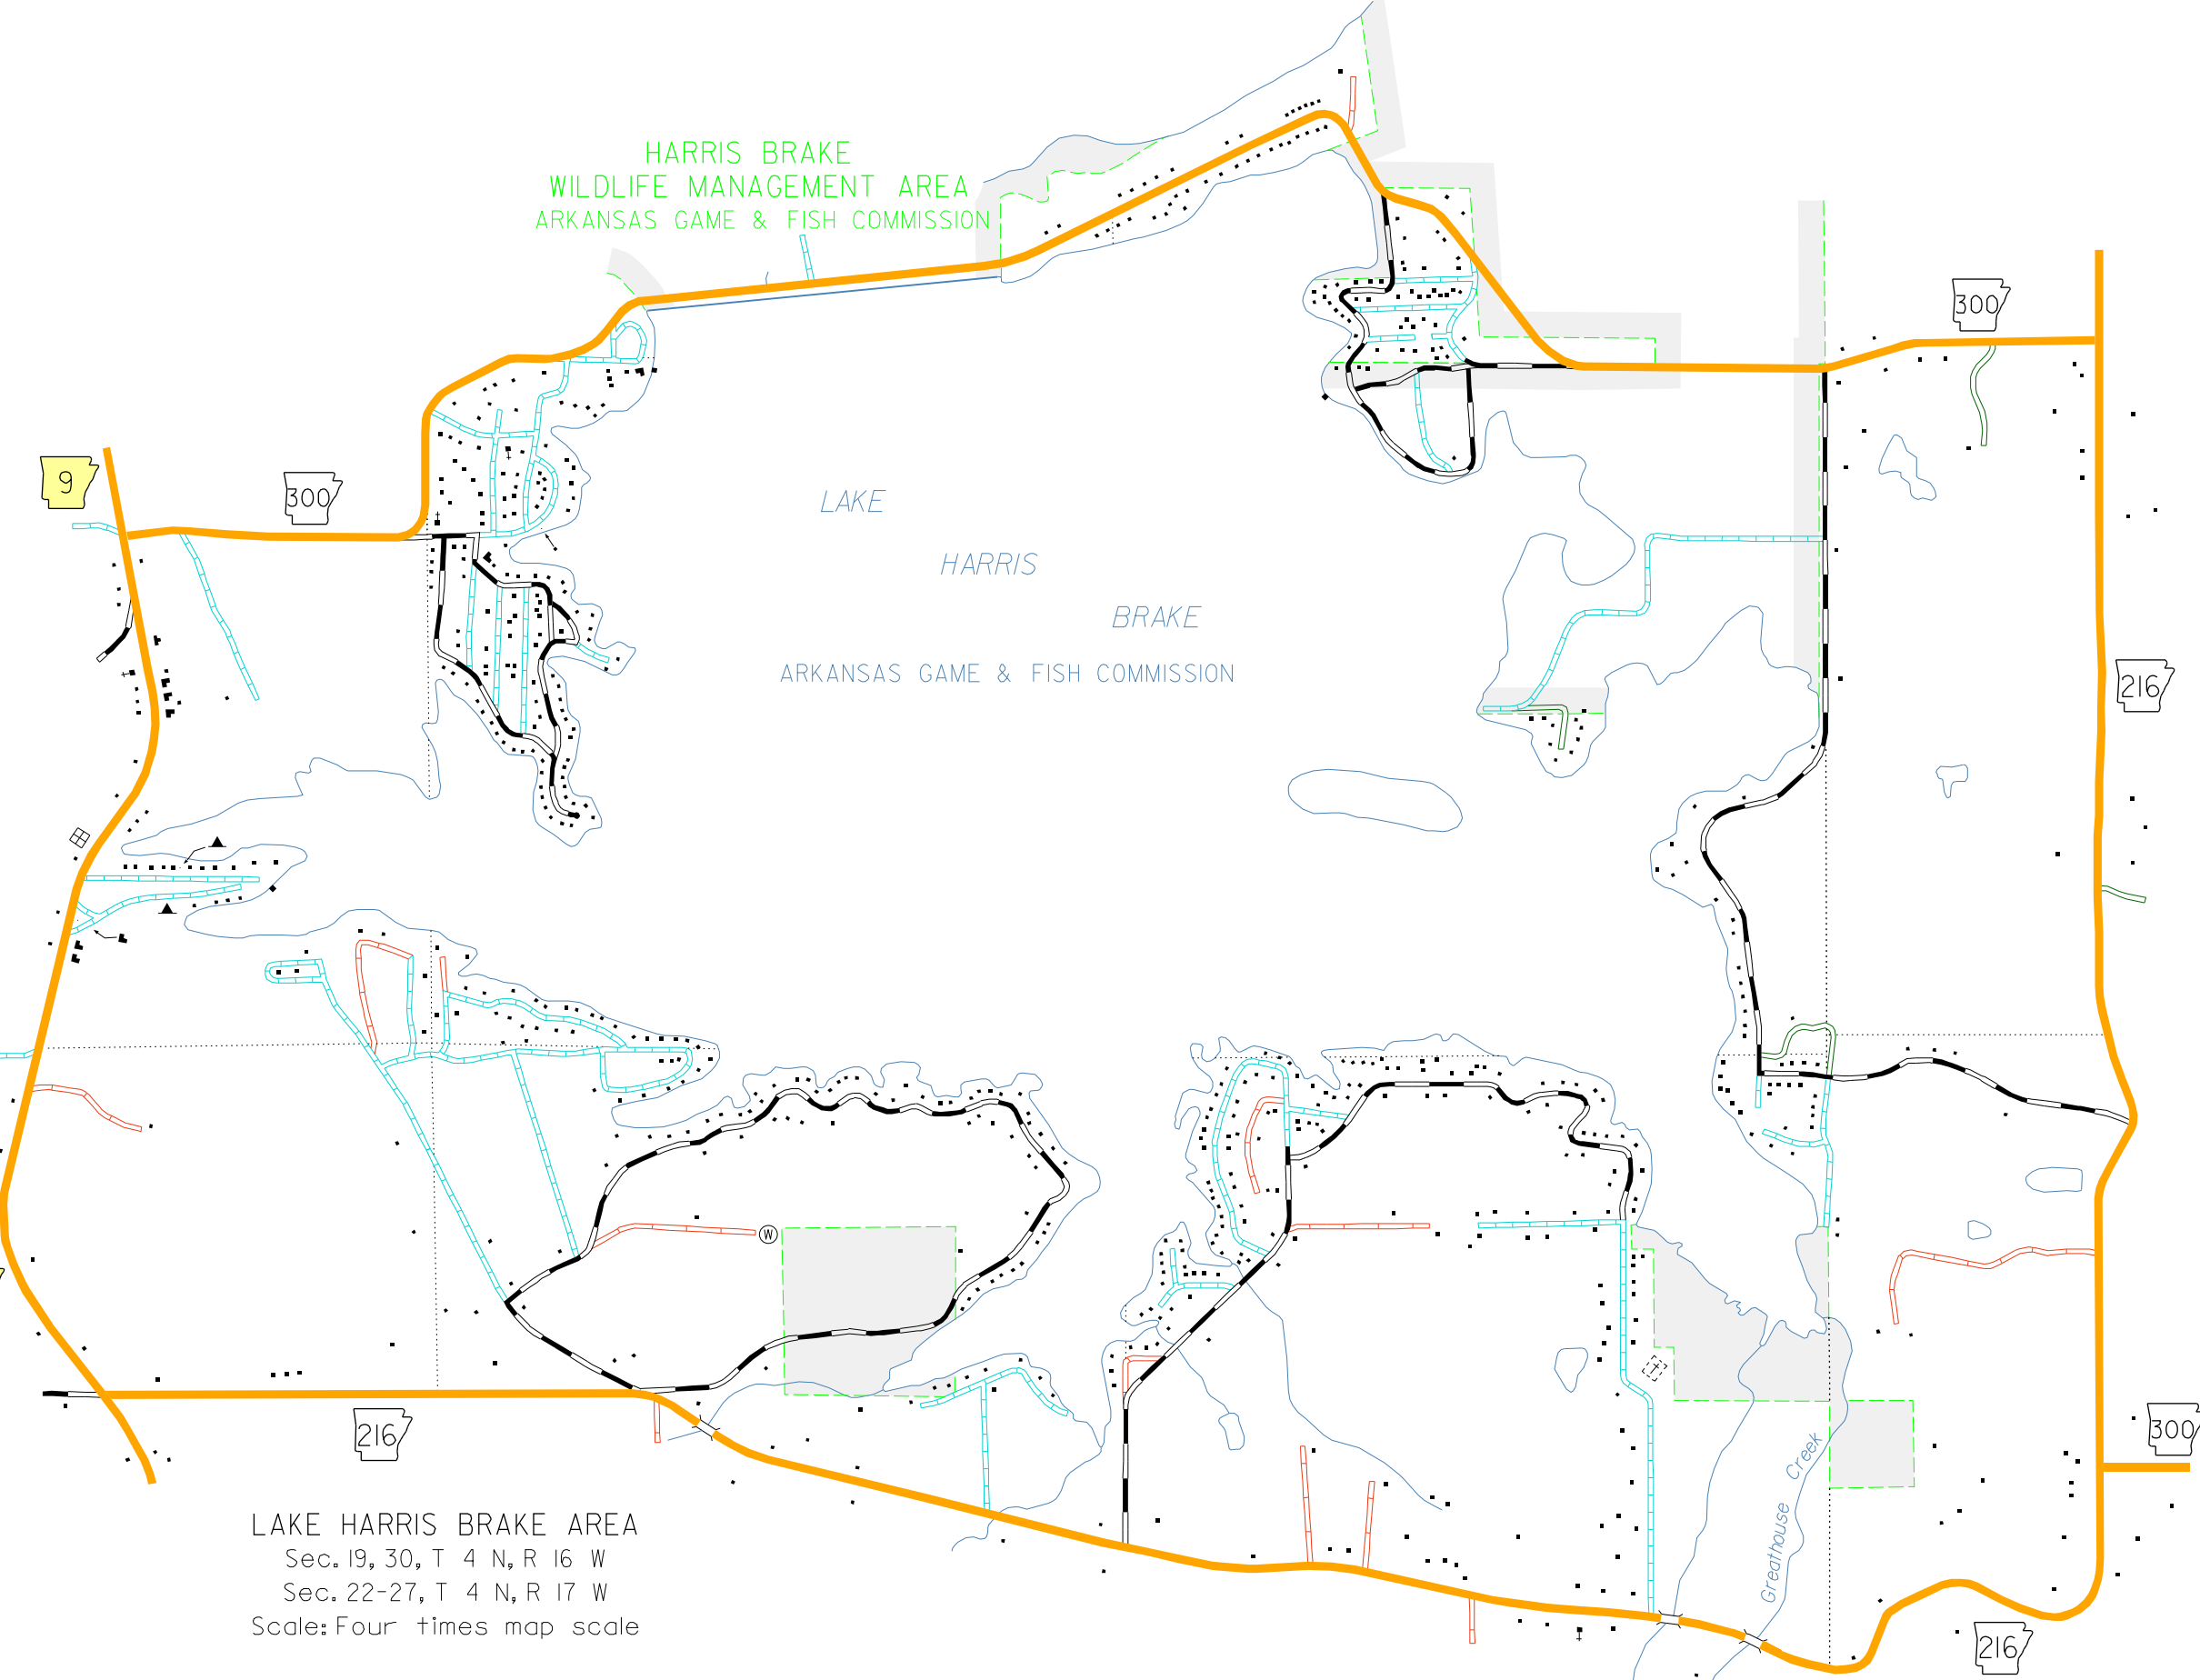 HARRIS BRAKE
WILDLIFE MANAGEMENT AREA
ARKANSAS GAME & FISH COMMISSION
300
9
300
LAKE
HARRIS
BRAKE
ARKANSAS GAME & FISH COMMISSION
216
W
216
300
Greathouse Creek
LAKE HARRIS BRAKE AREA
Sec. 19, 30, T 4 N, R 16 W
Sec. 22-27, T 4 N, R 17 W
Scale: Four times map scale
216